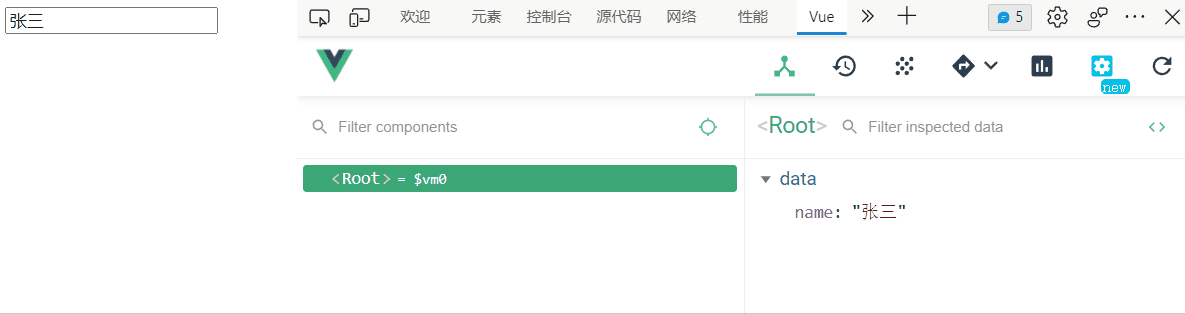 张三
欢迎 元素 控制台 源代码 网络 性能 Vue 5
new
Filter components
<Root> Filter inspected data
<Root> = $vm0
data
name: "张三"